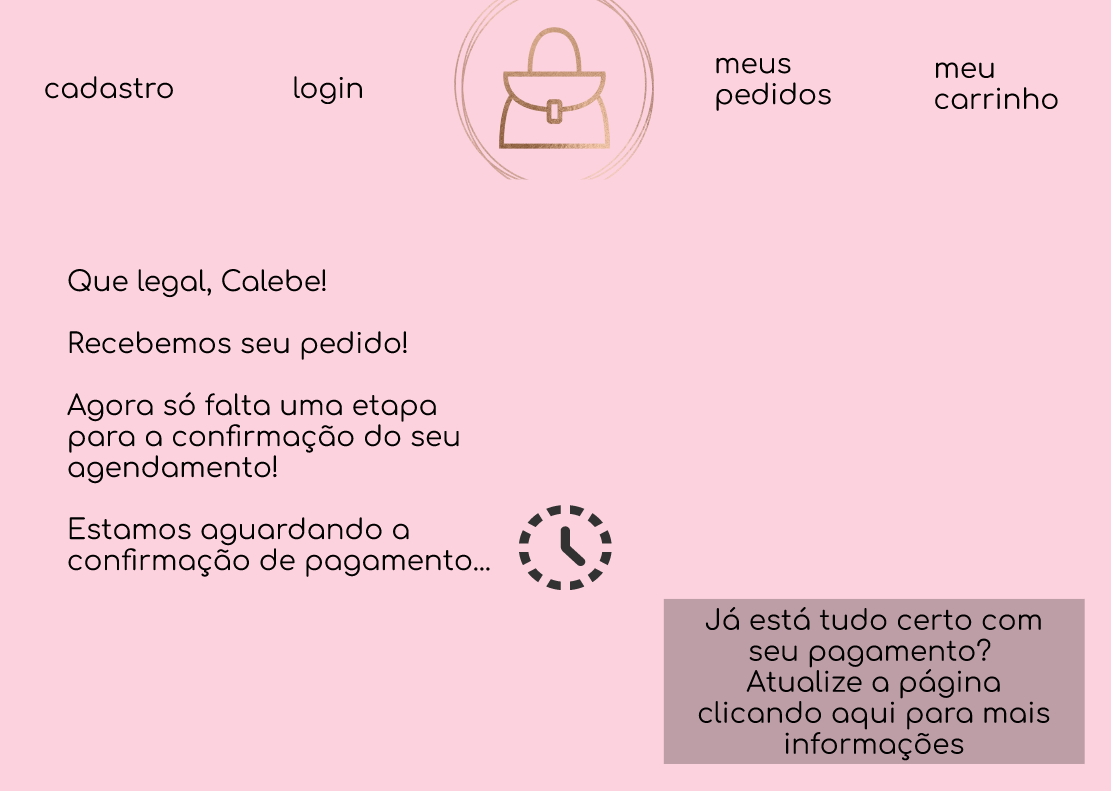 cadastro
login
meus
pedidos
meu
carrinho
Que legal, Calebe!
Recebemos seu pedido!
Agora só falta uma etapa
para a confirmação do seu
agendamento!
Estamos aguardando a
confirmação de pagamento...
Já está tudo certo com
seu pagamento?
Atualize a página
clicando aqui para mais
informações